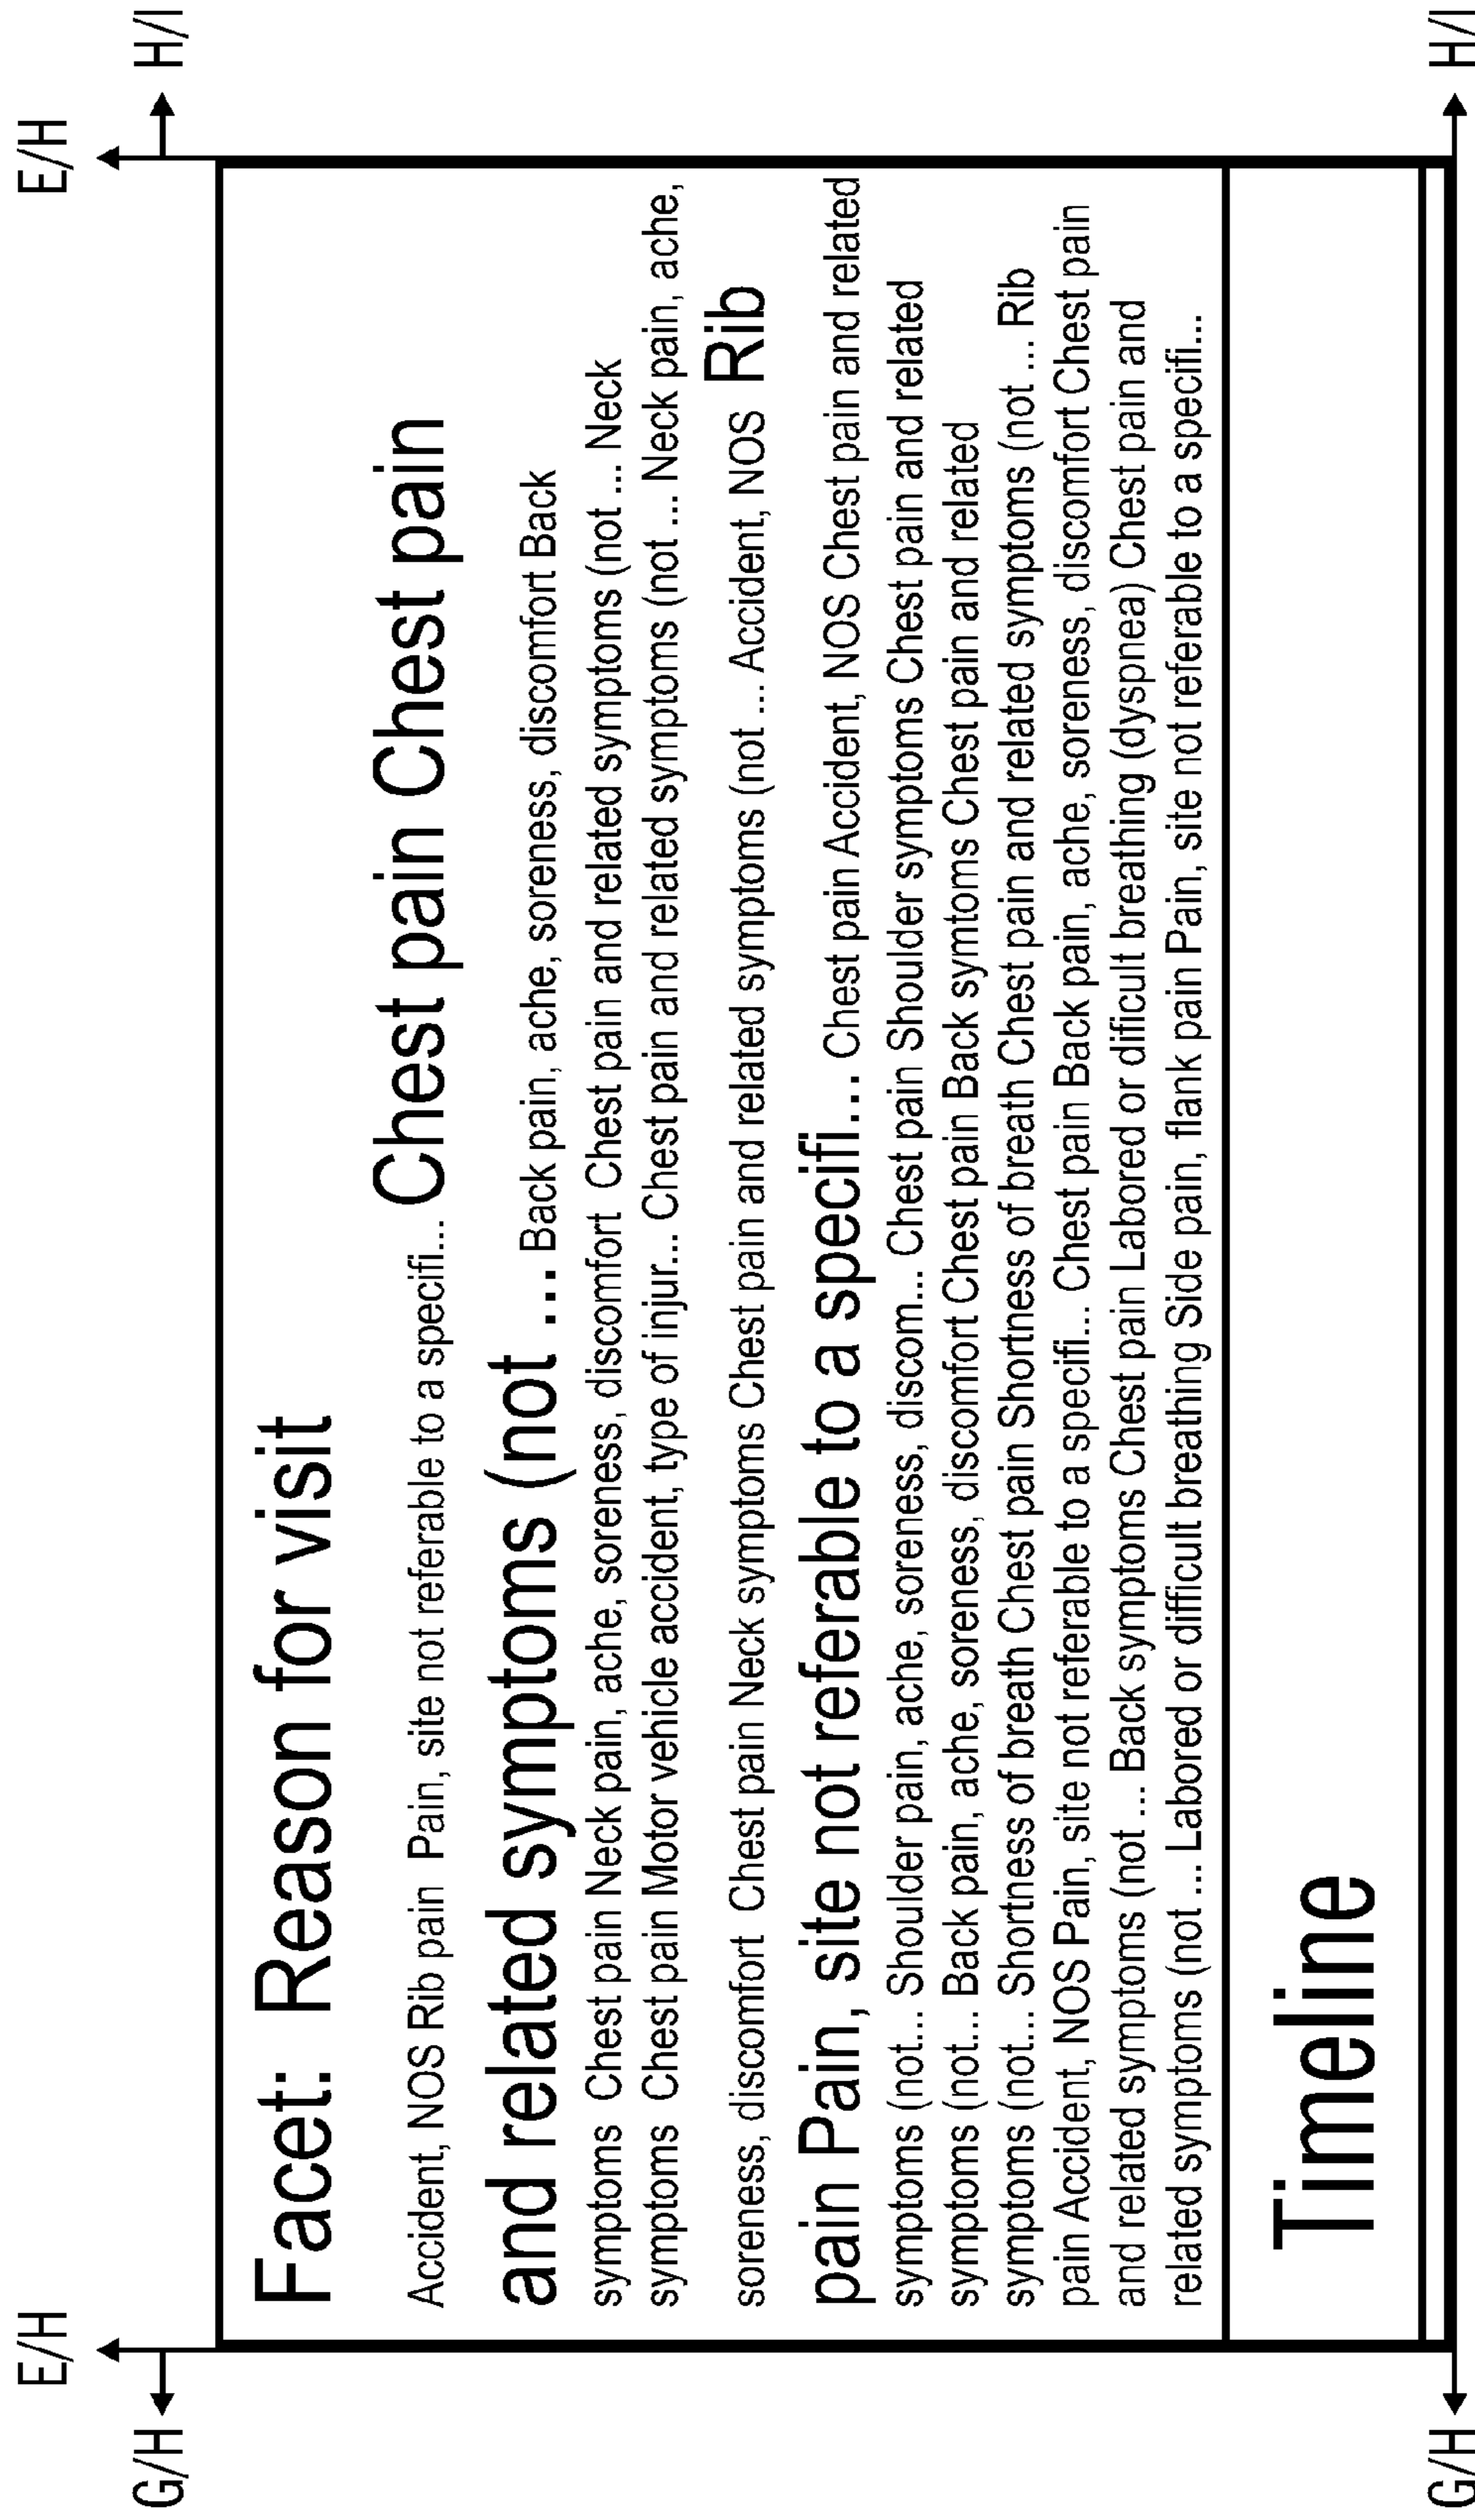 E/H E/H
G/H H/I
Facet: Reason for visit
Accident, NOS Rib pain Pain, site not referable to a specifi... Chest pain Chest pain
and related symptoms (not ... Back pain, ache, soreness, discomfort Back
symptoms Chest pain Neck pain, ache, soreness, discomfort Chest pain and related symptoms (not ... Neck
symptoms Chest pain Motor vehicle accident, type of injur... Chest pain and related symptoms (not ... Neck pain, ache,
soreness, discomfort Chest pain Neck symptoms Chest pain and related symptoms (not ... Accident, NOS Rib
pain Pain, site not referable to a specifi... Chest pain Accident, NOS Chest pain and related
symptoms (not... Shoulder pain, ache, soreness, discom... Chest pain Shoulder symptoms Chest pain and related
symptoms (not... Back pain, ache, soreness, discomfort Chest pain Back symtoms Chest pain and related
symptoms (not... Shortness of breath Chest pain Shortness of breath Chest pain and related symptoms (not ... Rib
pain Accident, NOS Pain, site not referable to a specifi... Chest pain Back pain, ache, soreness, discomfort Chest pain
and related symptoms (not ... Back symptoms Chest pain Labored or difficult breathing (dyspnea) Chest pain and
related symptoms (not ... Labored or difficult breathing Side pain, flank pain Pain, site not referable to a specifi...
Timeline
G/H H/I